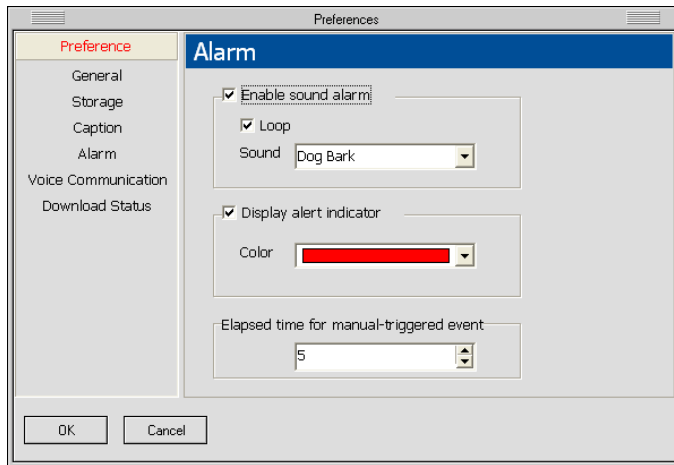 Preferences
Preference
General
Storage
Caption
Alarm
Voice Communication
Download Status
Alarm
Enable sound alarm
Loop
Sound Dog Bark
Display alert indicator
Color
Elapsed time for manual-triggered event
5
OK Cancel